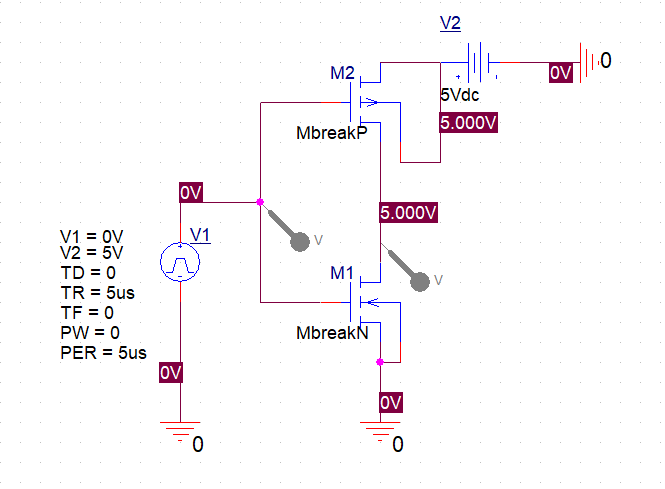 V2
0
0V
5Vdc
5.000V
M2
MbreakP
0V
V1
V
5.000V
V
V1 = 0V
V2 = 5V
TD = 0
TR = 5us
TF = 0
PW = 0
PER = 5us
M1
MbreakN
0V
0V
0
0